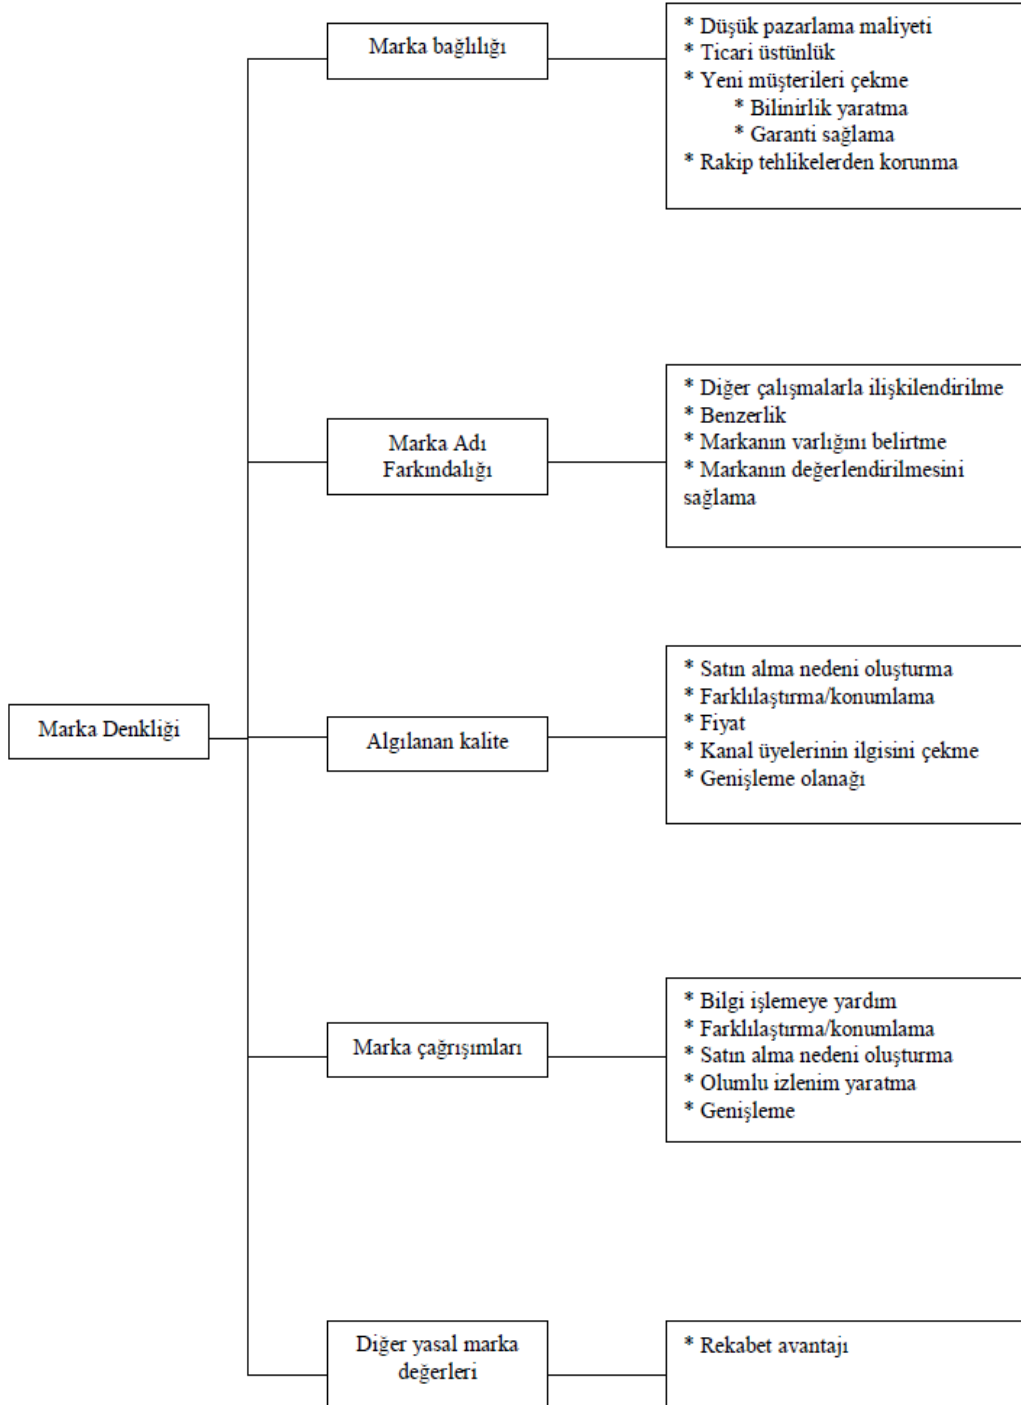 Marka bağlılığı
* Düşük pazarlama maliyeti
* Ticari üstünlük
* Yeni müşterileri çekme
* Bilinirlik yaratma
* Garanti sağlama
* Rakip tehlikelerden korunma
Marka Adı
Farkındalığı
* Diğer çalışmalarla ilişkilendirilme
* Benzerlik
* Markanın varlığını belirtme
* Markanın değerlendirilmesini
sağlama
Marka Denkliği
Algılanan kalite
* Satın alma nedeni oluşturma
* Farklılaştırma/konumlama
* Fiyat
* Kanal üyelerinin ilgisini çekme
* Genişleme olanağı
Marka çağrışımları
* Bilgi işlemeye yardım
* Farklılaştırma/konumlama
* Satın alma nedeni oluşturma
* Olumlu izlenim yaratma
* Genişleme
Diğer yasal marka
değerleri
* Rekabet avantajı